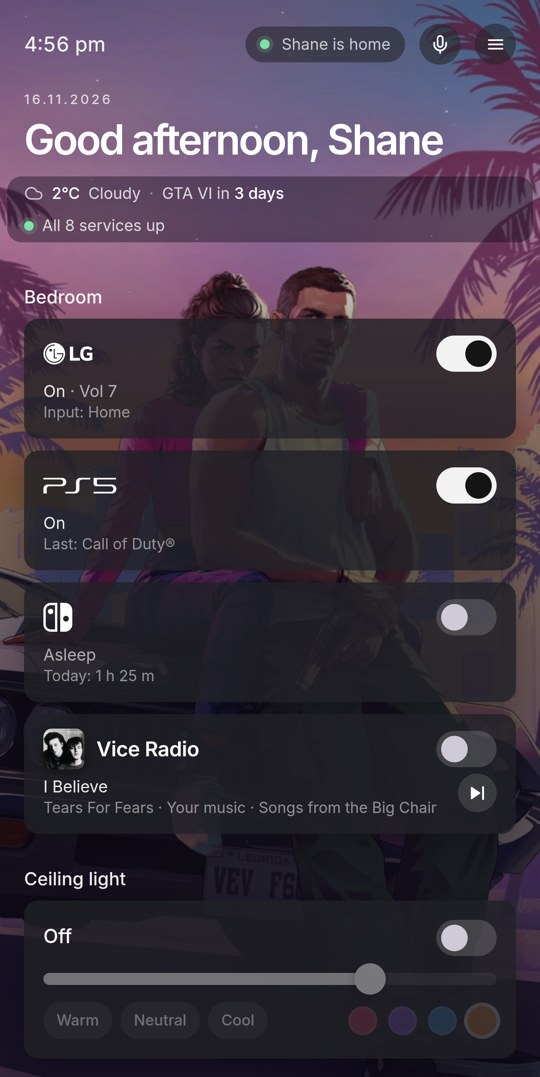 4:56 pm
Shane is home
16.11.2026
Good afternoon, Shane
2°C Cloudy · GTA VI in 3 days
All 8 services up
Bedroom
LG
On · Vol 7
Input: Home
PS5
On
Last: Call of Duty®
Asleep
Today: 1 h 25 m
Vice Radio
I Believe
Tears For Fears · Your music · Songs from the Big Chair
LEONIDA
VEV F6
Ceiling light
Off
Warm
Neutral
Cool